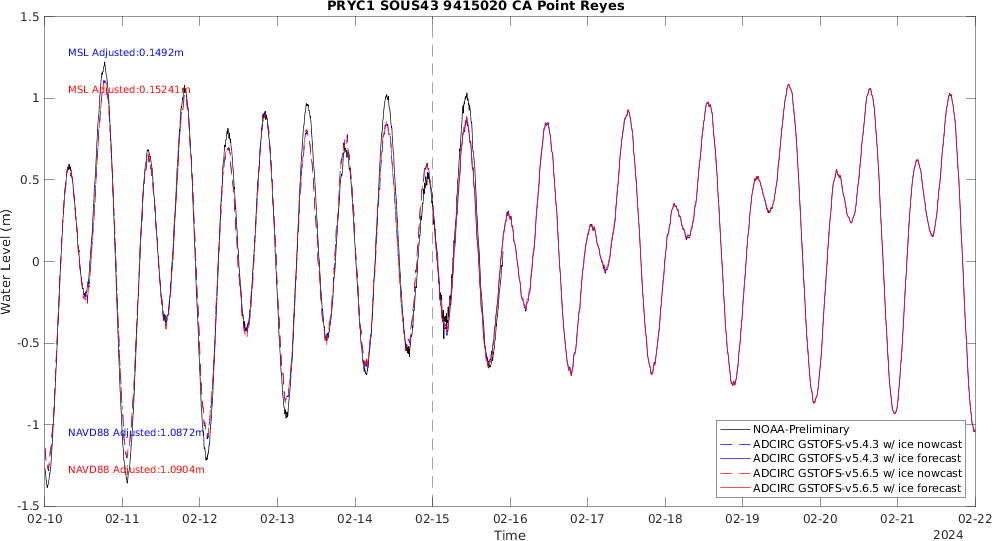 PRYC1 SOUS43 9415020 CA Point Reyes
1.5
1
0.5
0
-0.5
-1
-1.5
Water Level (m)
MSL Adjusted:0.1492m
MSL Adjusted:0.15241m
NAVD88 Adjusted:1.0872m
NAVD88 Adjusted:1.0904m
NOAA-Preliminary
ADCIRC GSTOFS-v5.4.3 w/ ice nowcast
ADCIRC GSTOFS-v5.4.3 w/ ice forecast
ADCIRC GSTOFS-v5.6.5 w/ ice nowcast
ADCIRC GSTOFS-v5.6.5 w/ ice forecast
02-10 02-11 02-12 02-13 02-14 02-15 02-16 02-17 02-18 02-19 02-20 02-21 02-22
Time
2024